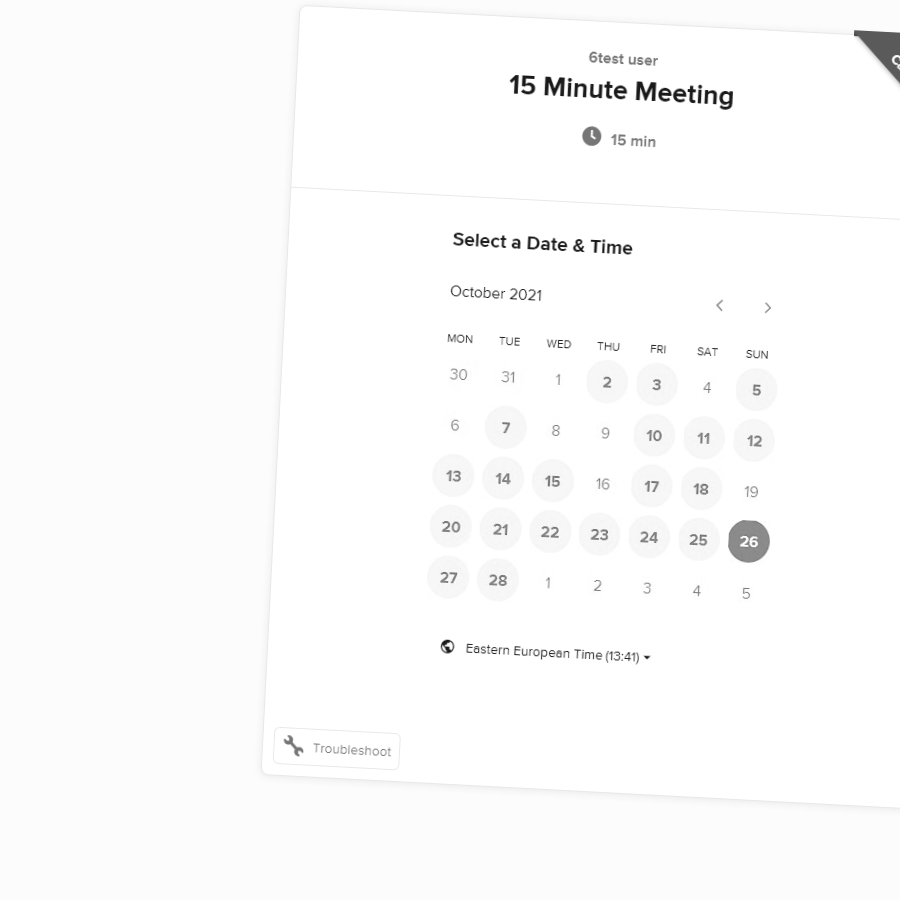 6test user
15 Minute Meeting
15 min
Select a Date & Time
October 2021
MON TUE WED THU FRI SAT SUN
30 31 1 2 3 4 5
6 7 8 9 10 11 12
13 14 15 16 17 18 19
20 21 22 23 24 25 26
27 28 1 2 3 4 5
Eastern European Time (13:41)
Troubleshoot